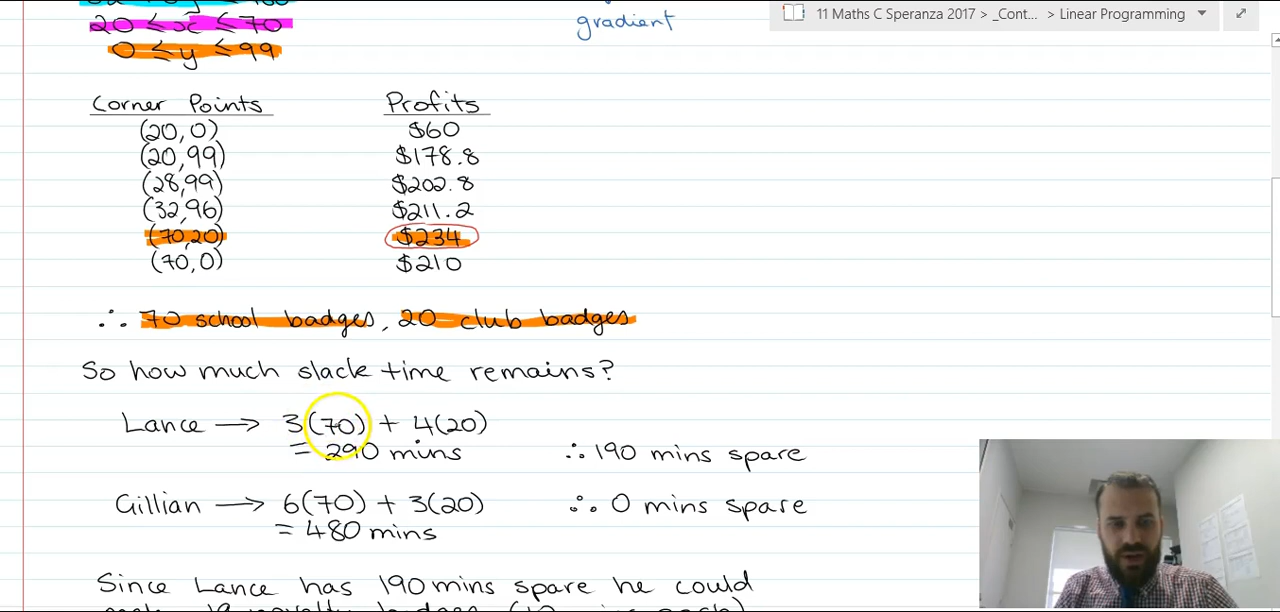 gradient
11 Maths C Speranza 2017 > _Cont... > Linear Programming
20 ≤ x ≤ 70
0 ≤ y ≤ 99
Corner Points Profits
(20,0) $60
(20,99) $178.8
(28,99) $202.8
(32,96) $211.2
(70,20) $234
(70,0) $210
∴ 70 school badges, 20 club badges
So how much slack time remains?
Lance → 3(70) + 4(20)
= 290 mins ∴ 190 mins spare
Gillian → 6(70) + 3(20) ∴ 0 mins spare
= 480 mins
Since Lance has 190 mins spare he could